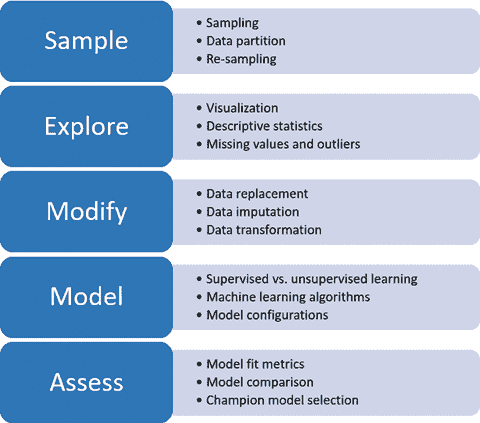 Sample
• Sampling
• Data partition
• Re-sampling
Explore
• Visualization
• Descriptive statistics
• Missing values and outliers
Modify
• Data replacement
• Data imputation
• Data transformation
Model
• Supervised vs. unsupervised learning
• Machine learning algorithms
• Model configurations
Assess
• Model fit metrics
• Model comparison
• Champion model selection